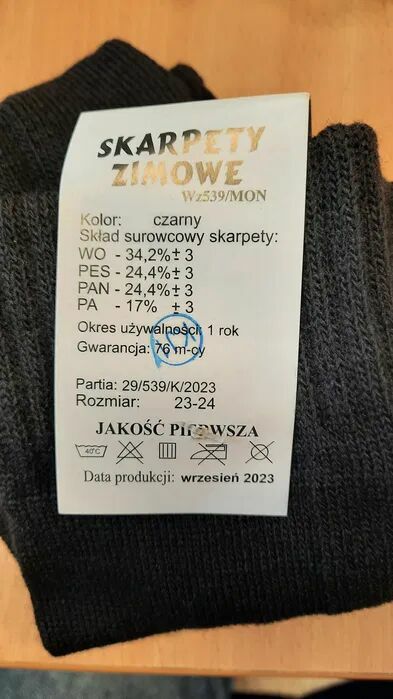 SKARPETY
ZIMOWE
Wz539/MON
Kolor: czarny
Skład surowcowy skarpety:
WO - 34,2%± 3
PES - 24,4%± 3
PAN - 24,4%± 3
PA - 17% ± 3
Okres używalności: 1 rok
Gwarancja: 76 m-cy
Partia: 29/539/K/2023
Rozmiar: 23-24
JAKOŚĆ PIERWSZA
40°C
Data produkcji: wrzesień 2023